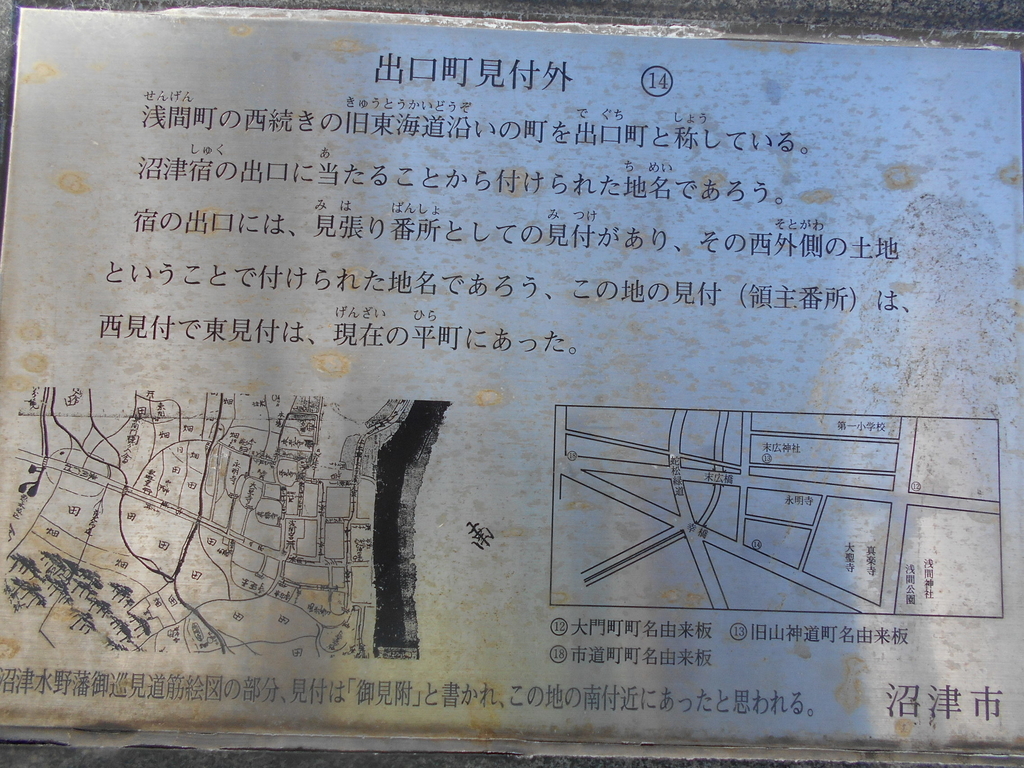 出口町見付外 ⑭
せんげん きゅうとうかいどうぞ で ぐち しょう
浅間町の西続きの旧東海道沿いの町を出口町と称している。
しゅく あ ち めい
沼津宿の出口に当たることから付けられた地名であろう。
み は ばんしょ み つけ そとがわ
宿の出口には、見張り番所としての見付があり、その西外側の土地
ということで付けられた地名であろう、この地の見付（領主番所）は、
げんざい ひら
西見付で東見付は、現在の平町にあった。
第一小学校
末広神社
⑬
⑱
末広橋
⑫
永明寺
⑭
大聖寺
真楽寺
浅間神社
浅間公園
南
田
畑
⑫大門町町名由来板 ⑬旧山神道町名由来板
⑱市道町町名由来板
沼津水野藩御巡見道筋絵図の部分、見付は「御見附」と書かれ、この地の南付近にあったと思われる。
沼津市